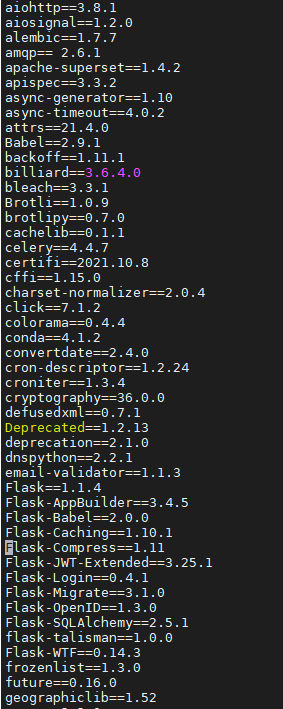 aiohttp==3.8.1
aiosignal==1.2.0
alembic==1.7.7
amqp== 2.6.1
apache-superset==1.4.2
apispec==3.3.2
async-generator==1.10
async-timeout==4.0.2
attrs==21.4.0
Babel==2.9.1
backoff==1.11.1
billiard==3.6.4.0
bleach==3.3.1
Brotli==1.0.9
brotlipy==0.7.0
cachelib==0.1.1
celery==4.4.7
certifi==2021.10.8
cffi==1.15.0
charset-normalizer==2.0.4
click==7.1.2
colorama==0.4.4
conda==4.1.2
convertdate==2.4.0
cron-descriptor==1.2.24
croniter==1.3.4
cryptography==36.0.0
defusedxml==0.7.1
Deprecated==1.2.13
deprecation==2.1.0
dnspython==2.2.1
email-validator==1.1.3
Flask==1.1.4
Flask-AppBuilder==3.4.5
Flask-Babel==2.0.0
Flask-Caching==1.10.1
Flask-Compress==1.11
Flask-JWT-Extended==3.25.1
Flask-Login==0.4.1
Flask-Migrate==3.1.0
Flask-OpenID==1.3.0
Flask-SQLAlchemy==2.5.1
flask-talisman==1.0.0
Flask-WTF==0.14.3
frozenlist==1.3.0
future==0.16.0
geographiclib==1.52